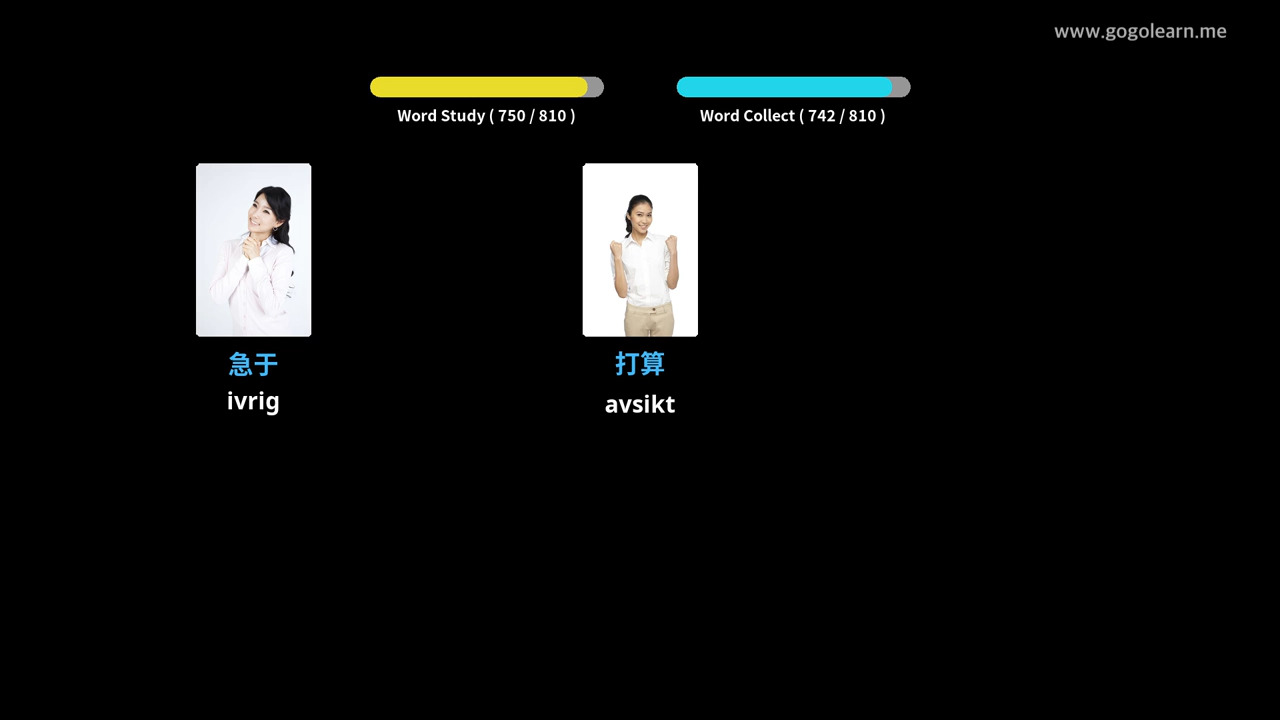 www.gogolearn.me
Word Study ( 750 / 810 )
Word Collect ( 742 / 810 )
急于
ivrig
打算
avsikt